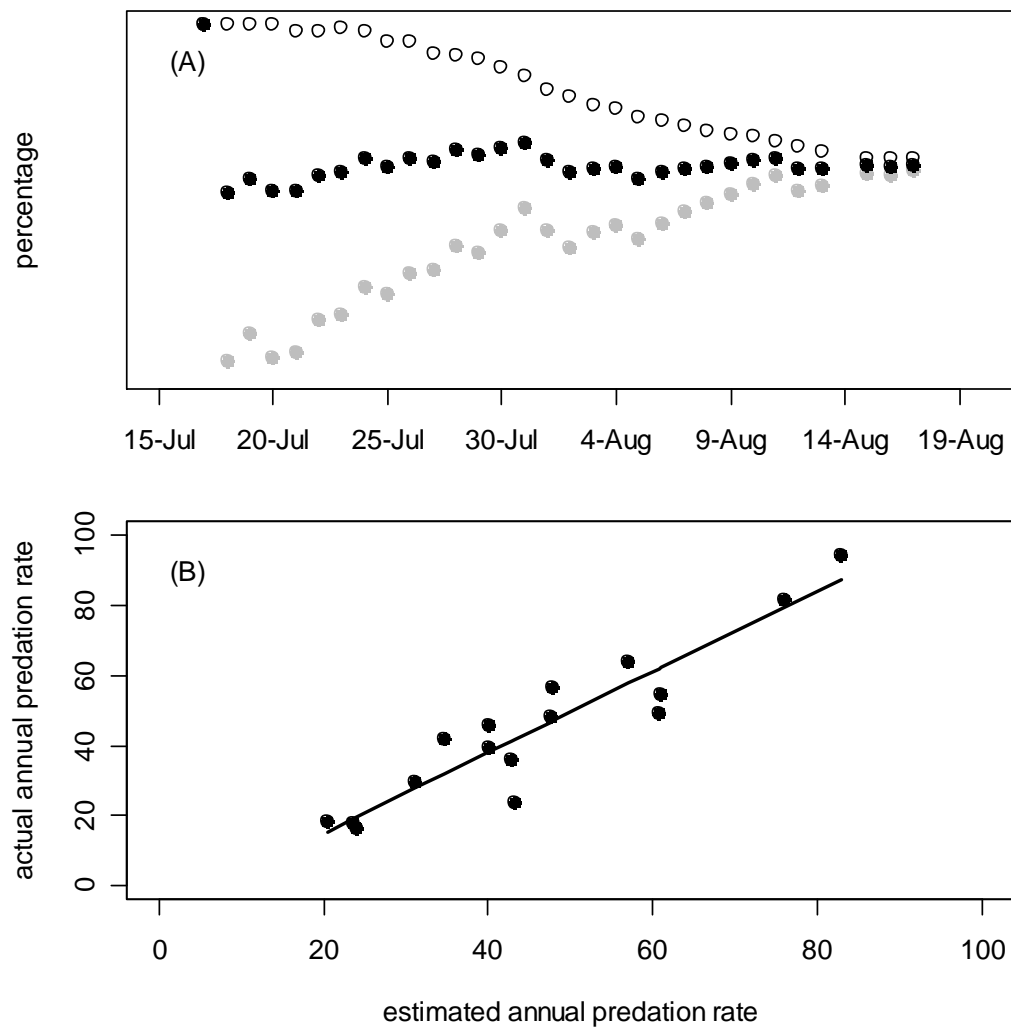 (A)
percentage
15-Jul 20-Jul 25-Jul 30-Jul 4-Aug 9-Aug 14-Aug 19-Aug
(B)
actual annual predation rate
100
80
60
40
20
0
0 20 40 60 80 100
estimated annual predation rate